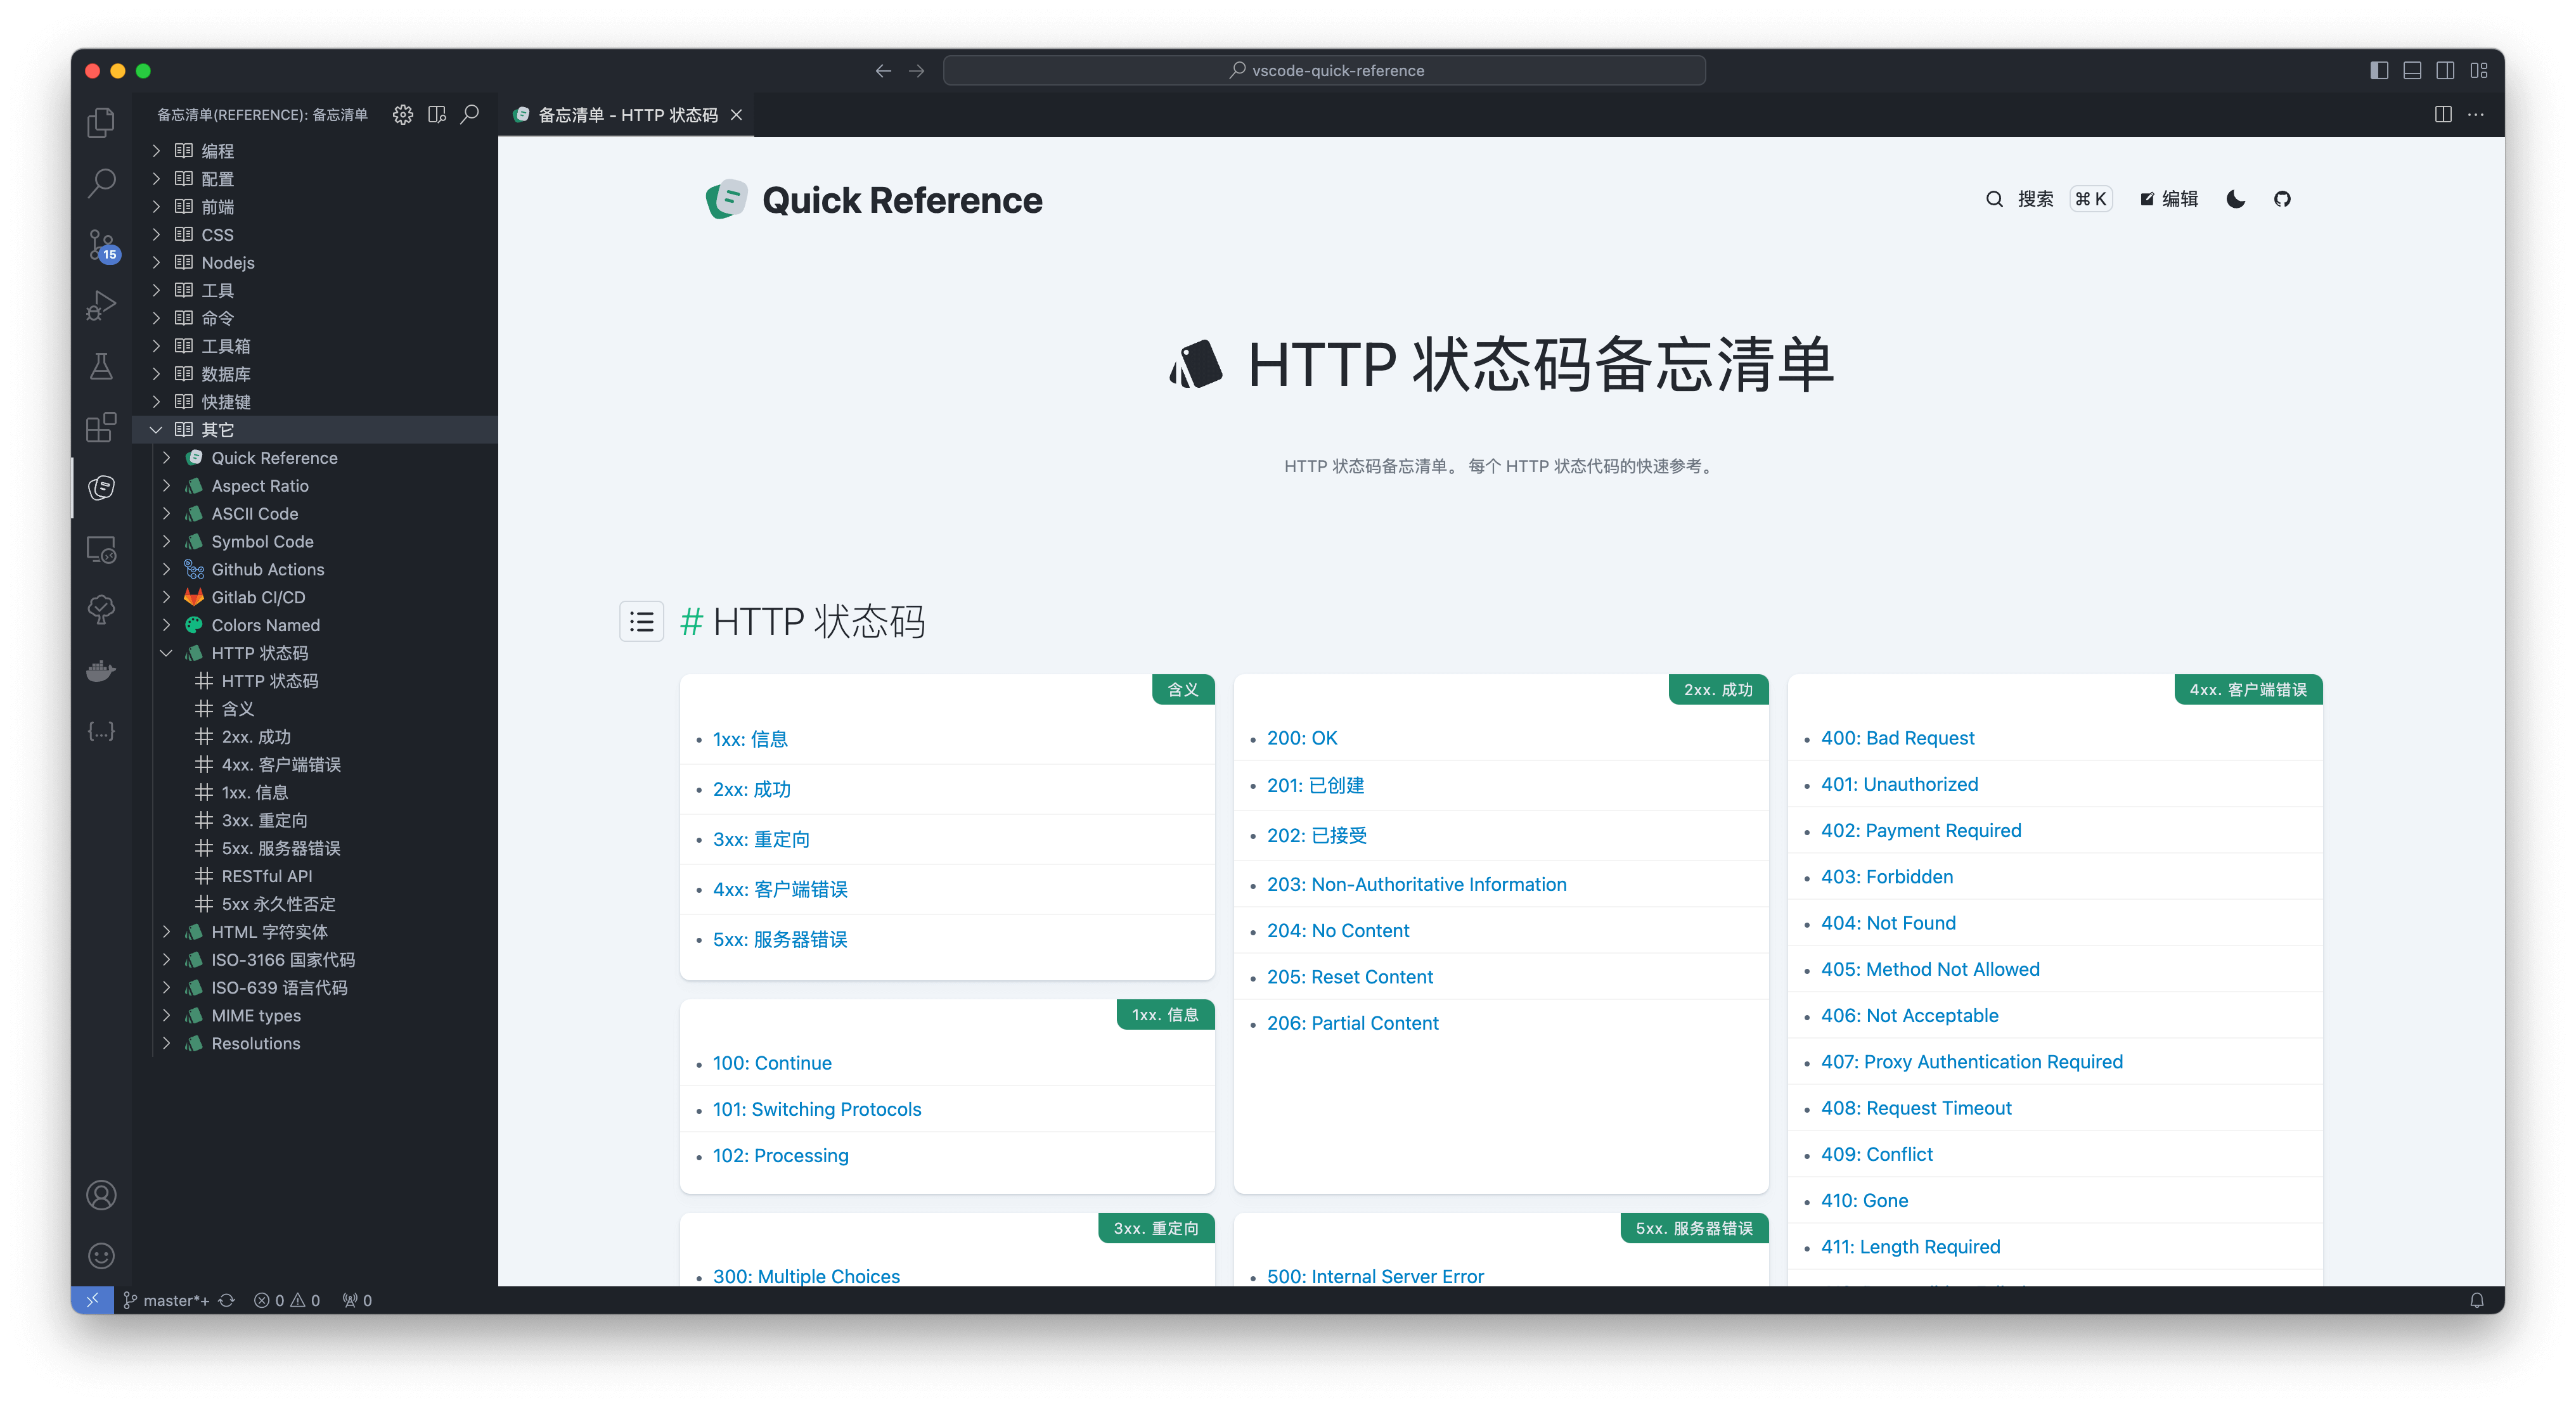 vscode-quick-reference
备忘清单(REFERENCE): 备忘清单
编程
配置
前端
CSS
Nodejs
工具
命令
工具箱
数据库
快捷键
其它
Quick Reference
Aspect Ratio
ASCII Code
Symbol Code
Github Actions
Gitlab CI/CD
Colors Named
HTTP 状态码
HTTP 状态码
含义
2xx. 成功
4xx. 客户端错误
1xx. 信息
3xx. 重定向
5xx. 服务器错误
RESTful API
5xx 永久性否定
HTML 字符实体
ISO-3166 国家代码
ISO-639 语言代码
MIME types
Resolutions
15
备忘清单 - HTTP 状态码
Quick Reference
搜索 ⌘ K 编辑
HTTP 状态码备忘清单
HTTP 状态码备忘清单。 每个 HTTP 状态代码的快速参考。
# HTTP 状态码
含义
1xx: 信息
2xx: 成功
3xx: 重定向
4xx: 客户端错误
5xx: 服务器错误
1xx. 信息
100: Continue
101: Switching Protocols
102: Processing
3xx. 重定向
300: Multiple Choices
2xx. 成功
200: OK
201: 已创建
202: 已接受
203: Non-Authoritative Information
204: No Content
205: Reset Content
206: Partial Content
5xx. 服务器错误
500: Internal Server Error
4xx. 客户端错误
400: Bad Request
401: Unauthorized
402: Payment Required
403: Forbidden
404: Not Found
405: Method Not Allowed
406: Not Acceptable
407: Proxy Authentication Required
408: Request Timeout
409: Conflict
410: Gone
411: Length Required
master*+ 0 0 0